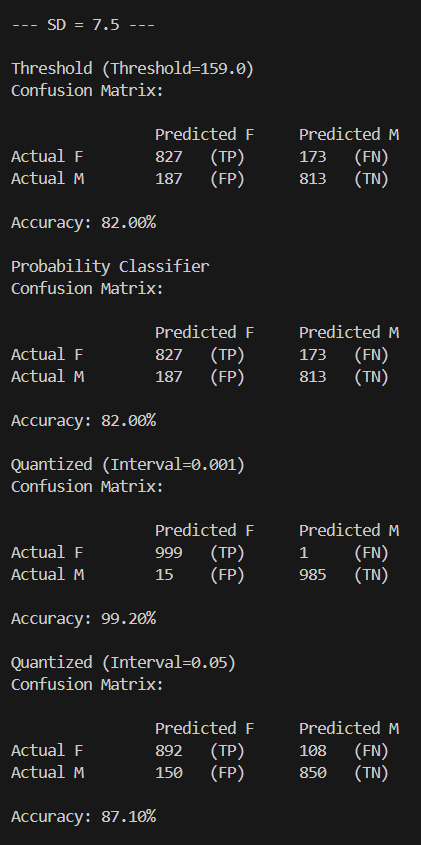 --- SD = 7.5 ---
Threshold (Threshold=159.0)
Confusion Matrix:
Predicted F Predicted M
Actual F 827 (TP) 173 (FN)
Actual M 187 (FP) 813 (TN)
Accuracy: 82.00%
Probability Classifier
Confusion Matrix:
Predicted F Predicted M
Actual F 827 (TP) 173 (FN)
Actual M 187 (FP) 813 (TN)
Accuracy: 82.00%
Quantized (Interval=0.001)
Confusion Matrix:
Predicted F Predicted M
Actual F 999 (TP) 1 (FN)
Actual M 15 (FP) 985 (TN)
Accuracy: 99.20%
Quantized (Interval=0.05)
Confusion Matrix:
Predicted F Predicted M
Actual F 892 (TP) 108 (FN)
Actual M 150 (FP) 850 (TN)
Accuracy: 87.10%